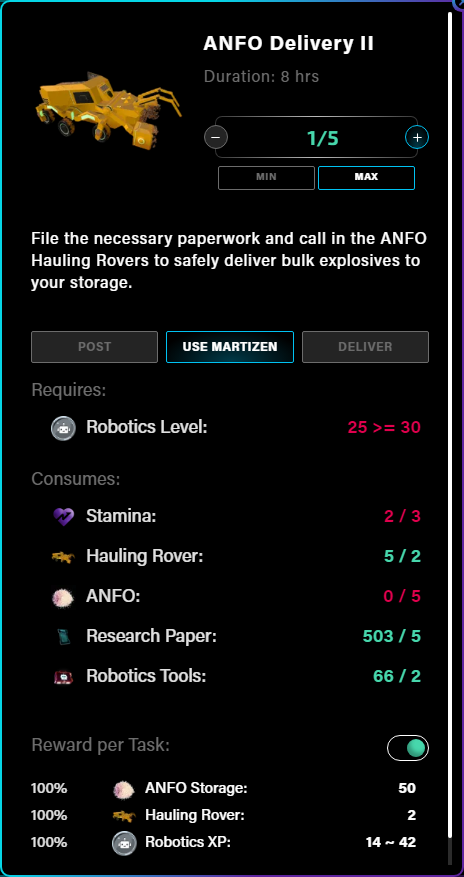 ANFO Delivery II
Duration: 8 hrs
− 1/5 +
MIN MAX
File the necessary paperwork and call in the ANFO
Hauling Rovers to safely deliver bulk explosives to
your storage.
POST USE MARTIZEN DELIVER
Requires:
Robotics Level: 25 >= 30
Consumes:
Stamina: 2 / 3
Hauling Rover: 5 / 2
ANFO: 0 / 5
Research Paper: 503 / 5
Robotics Tools: 66 / 2
Reward per Task:
100% ANFO Storage: 50
100% Hauling Rover: 2
100% Robotics XP: 14 ~ 42